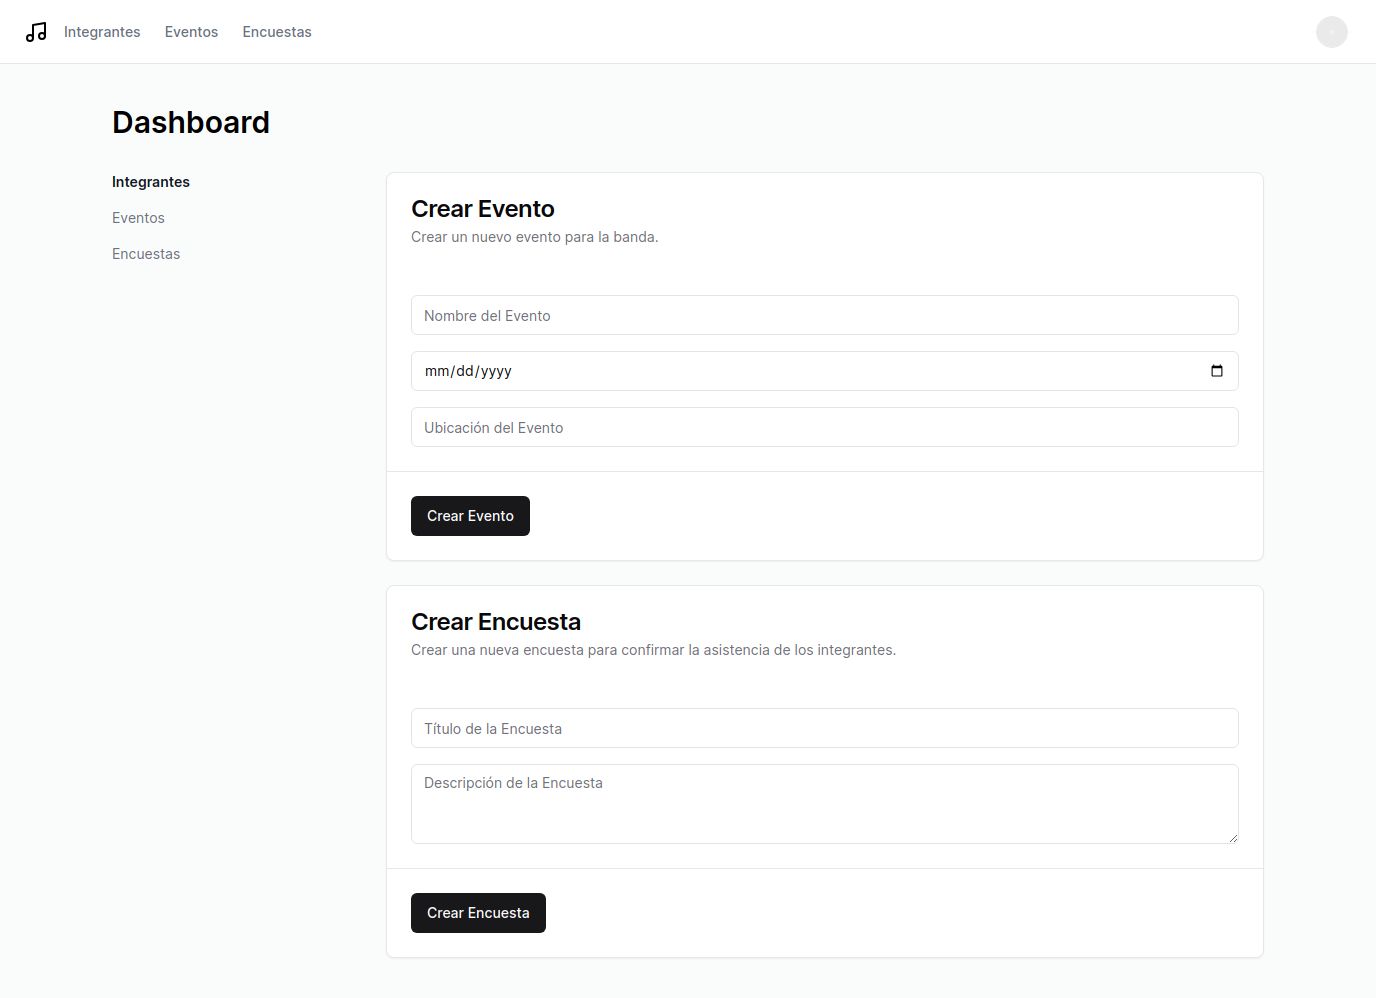 Integrantes Eventos Encuestas
Dashboard
Integrantes
Eventos
Encuestas
Crear Evento
Crear un nuevo evento para la banda.
Nombre del Evento
mm/dd/yyyy
Ubicación del Evento
Crear Evento
Crear Encuesta
Crear una nueva encuesta para confirmar la asistencia de los integrantes.
Título de la Encuesta
Descripción de la Encuesta
Crear Encuesta